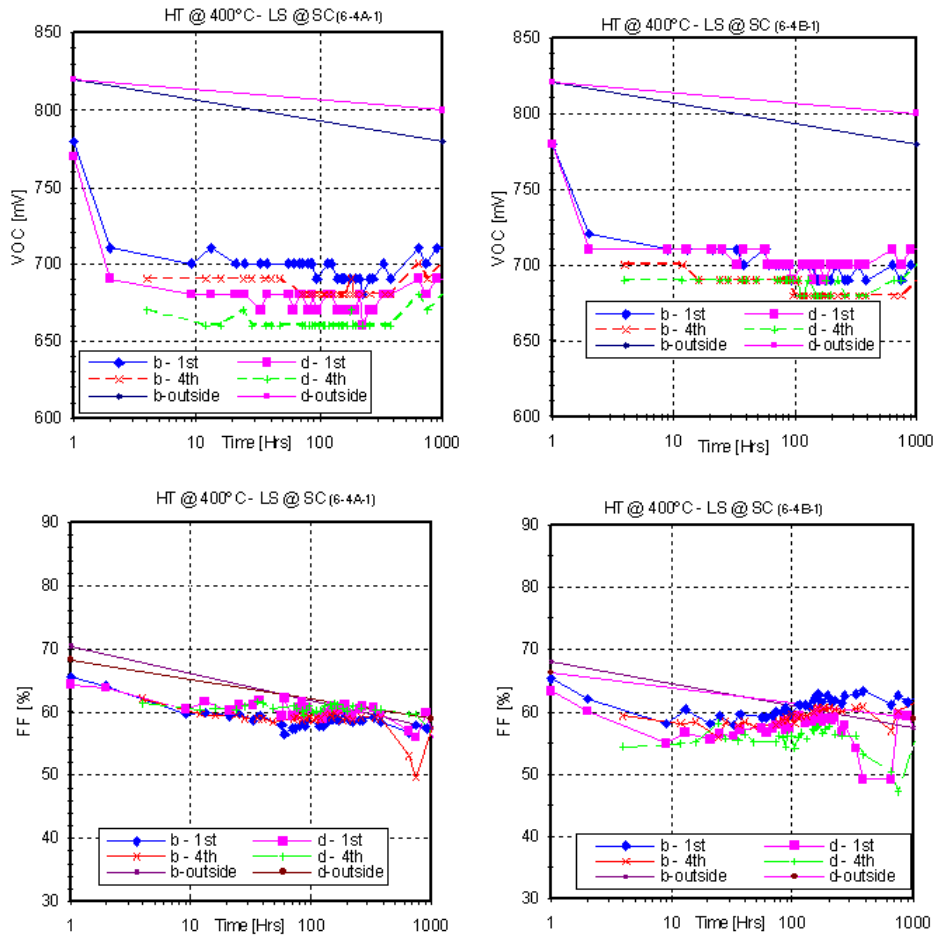 HT @ 400°C - LS @ SC (6-4A-1)
850
800
750
700
650
600
VOC [mV]
b - 1st d - 1st
b - 4th d - 4th
b-outside d-outside
1 10 100 1000
Time [Hrs]
HT @ 400°C - LS @ SC (6-4B-1)
850
800
750
700
650
600
VOC [mV]
b - 1st d - 1st
b - 4th d - 4th
b-outside d-outside
1 10 100 1000
Time [Hrs]
HT @ 400°C - LS @ SC (6-4A-1)
90
80
70
60
50
40
30
FF [%]
b - 1st d - 1st
b - 4th d - 4th
b-outside d-outside
1 10 100 1000
Time [Hrs]
HT @ 400°C - LS @ SC (6-4B-1)
90
80
70
60
50
40
30
FF [%]
b - 1st d - 1st
b - 4th d - 4th
b-outside d-outside
1 10 100 1000
Time [Hrs]